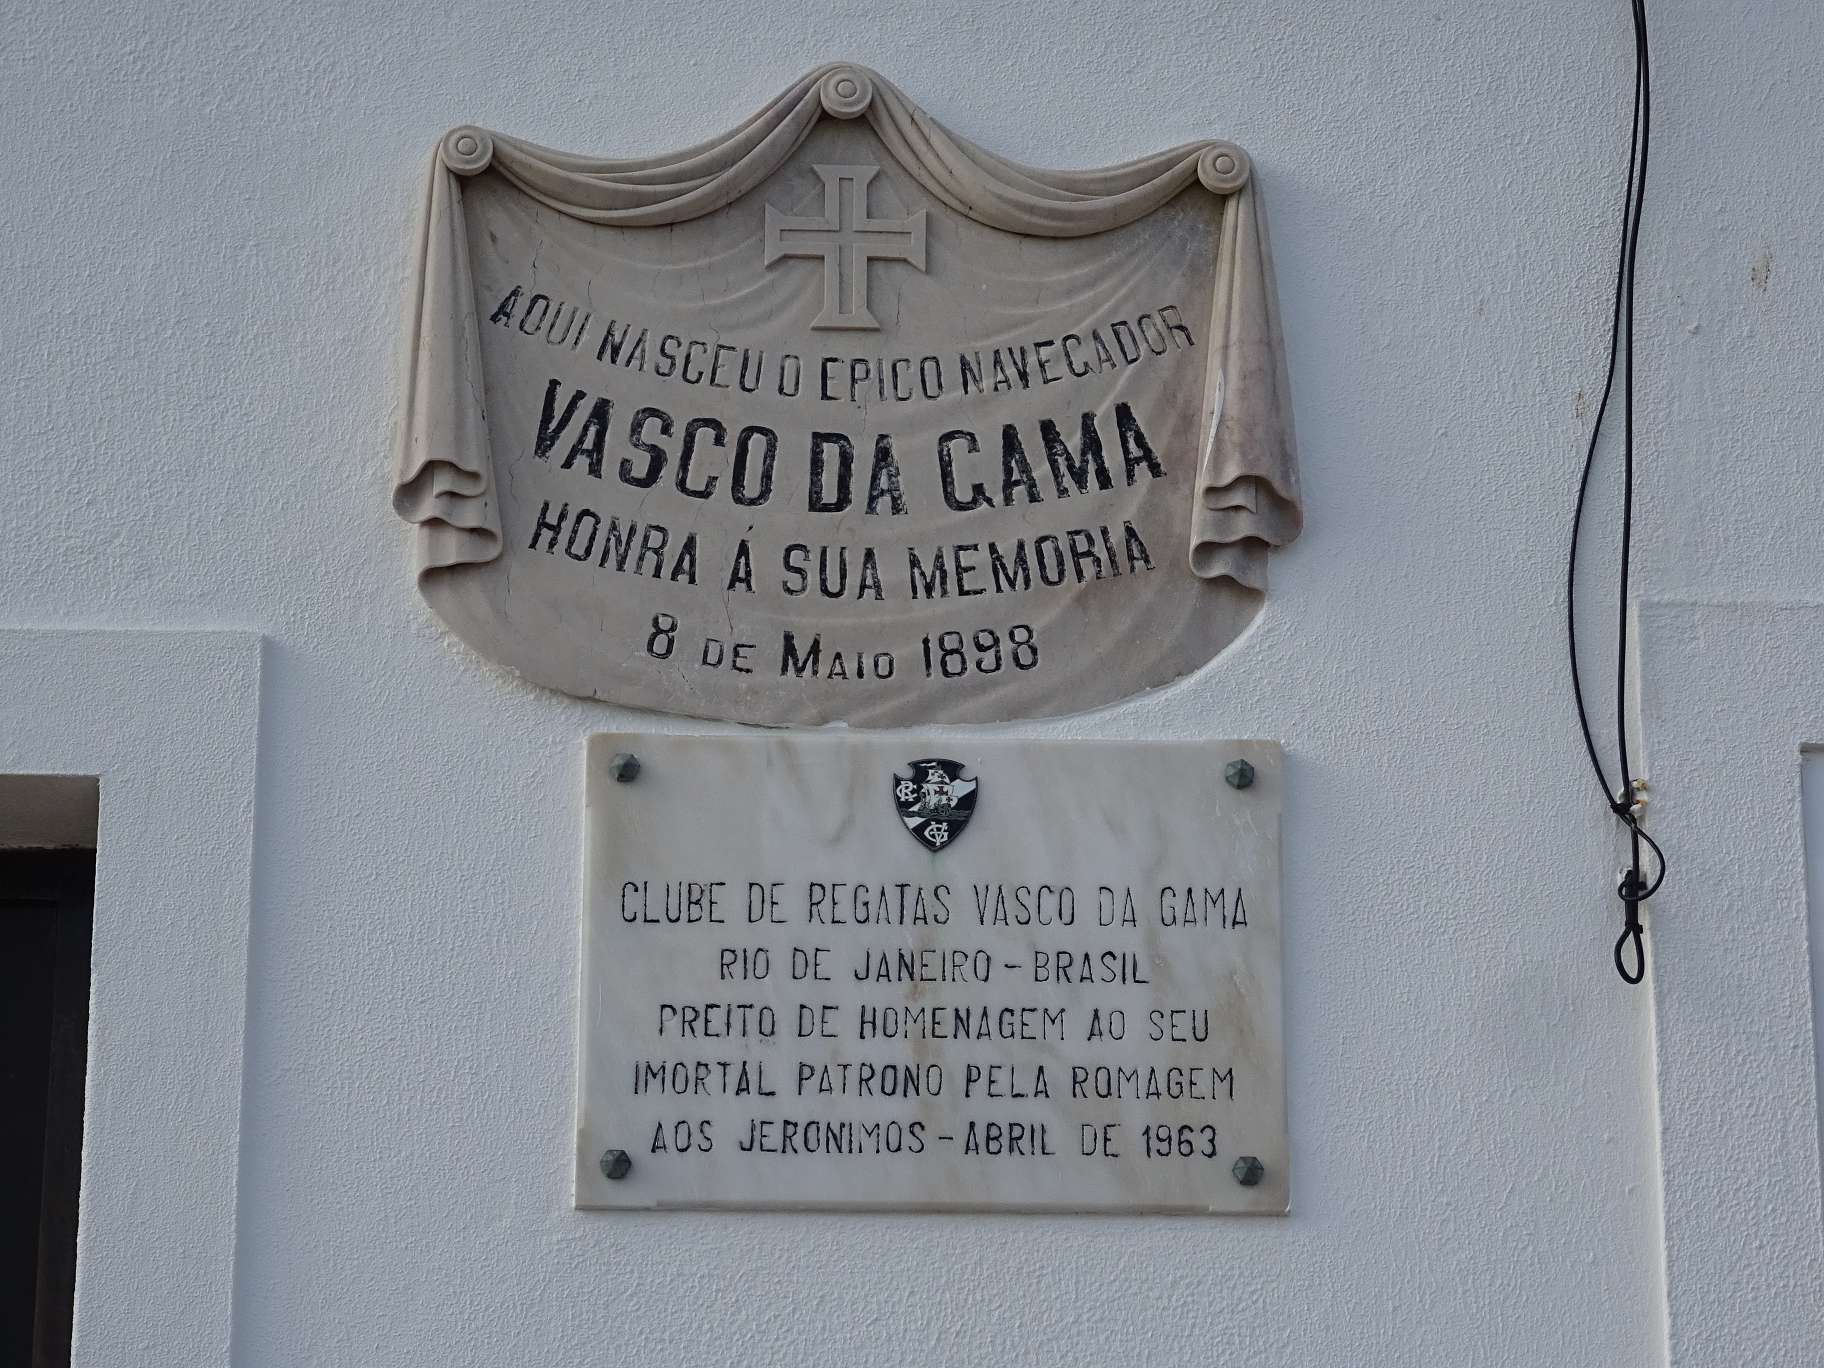 AQUI NASCEU O EPICO NAVEGADOR
VASCO DA GAMA
HONRA Á SUA MEMORIA
8 DE MAIO 1898
CR
VG
CLUBE DE REGATAS VASCO DA GAMA
RIO DE JANEIRO - BRASIL
PREITO DE HOMENAGEM AO SEU
IMORTAL PATRONO PELA ROMAGEM
AOS JERONIMOS - ABRIL DE 1963